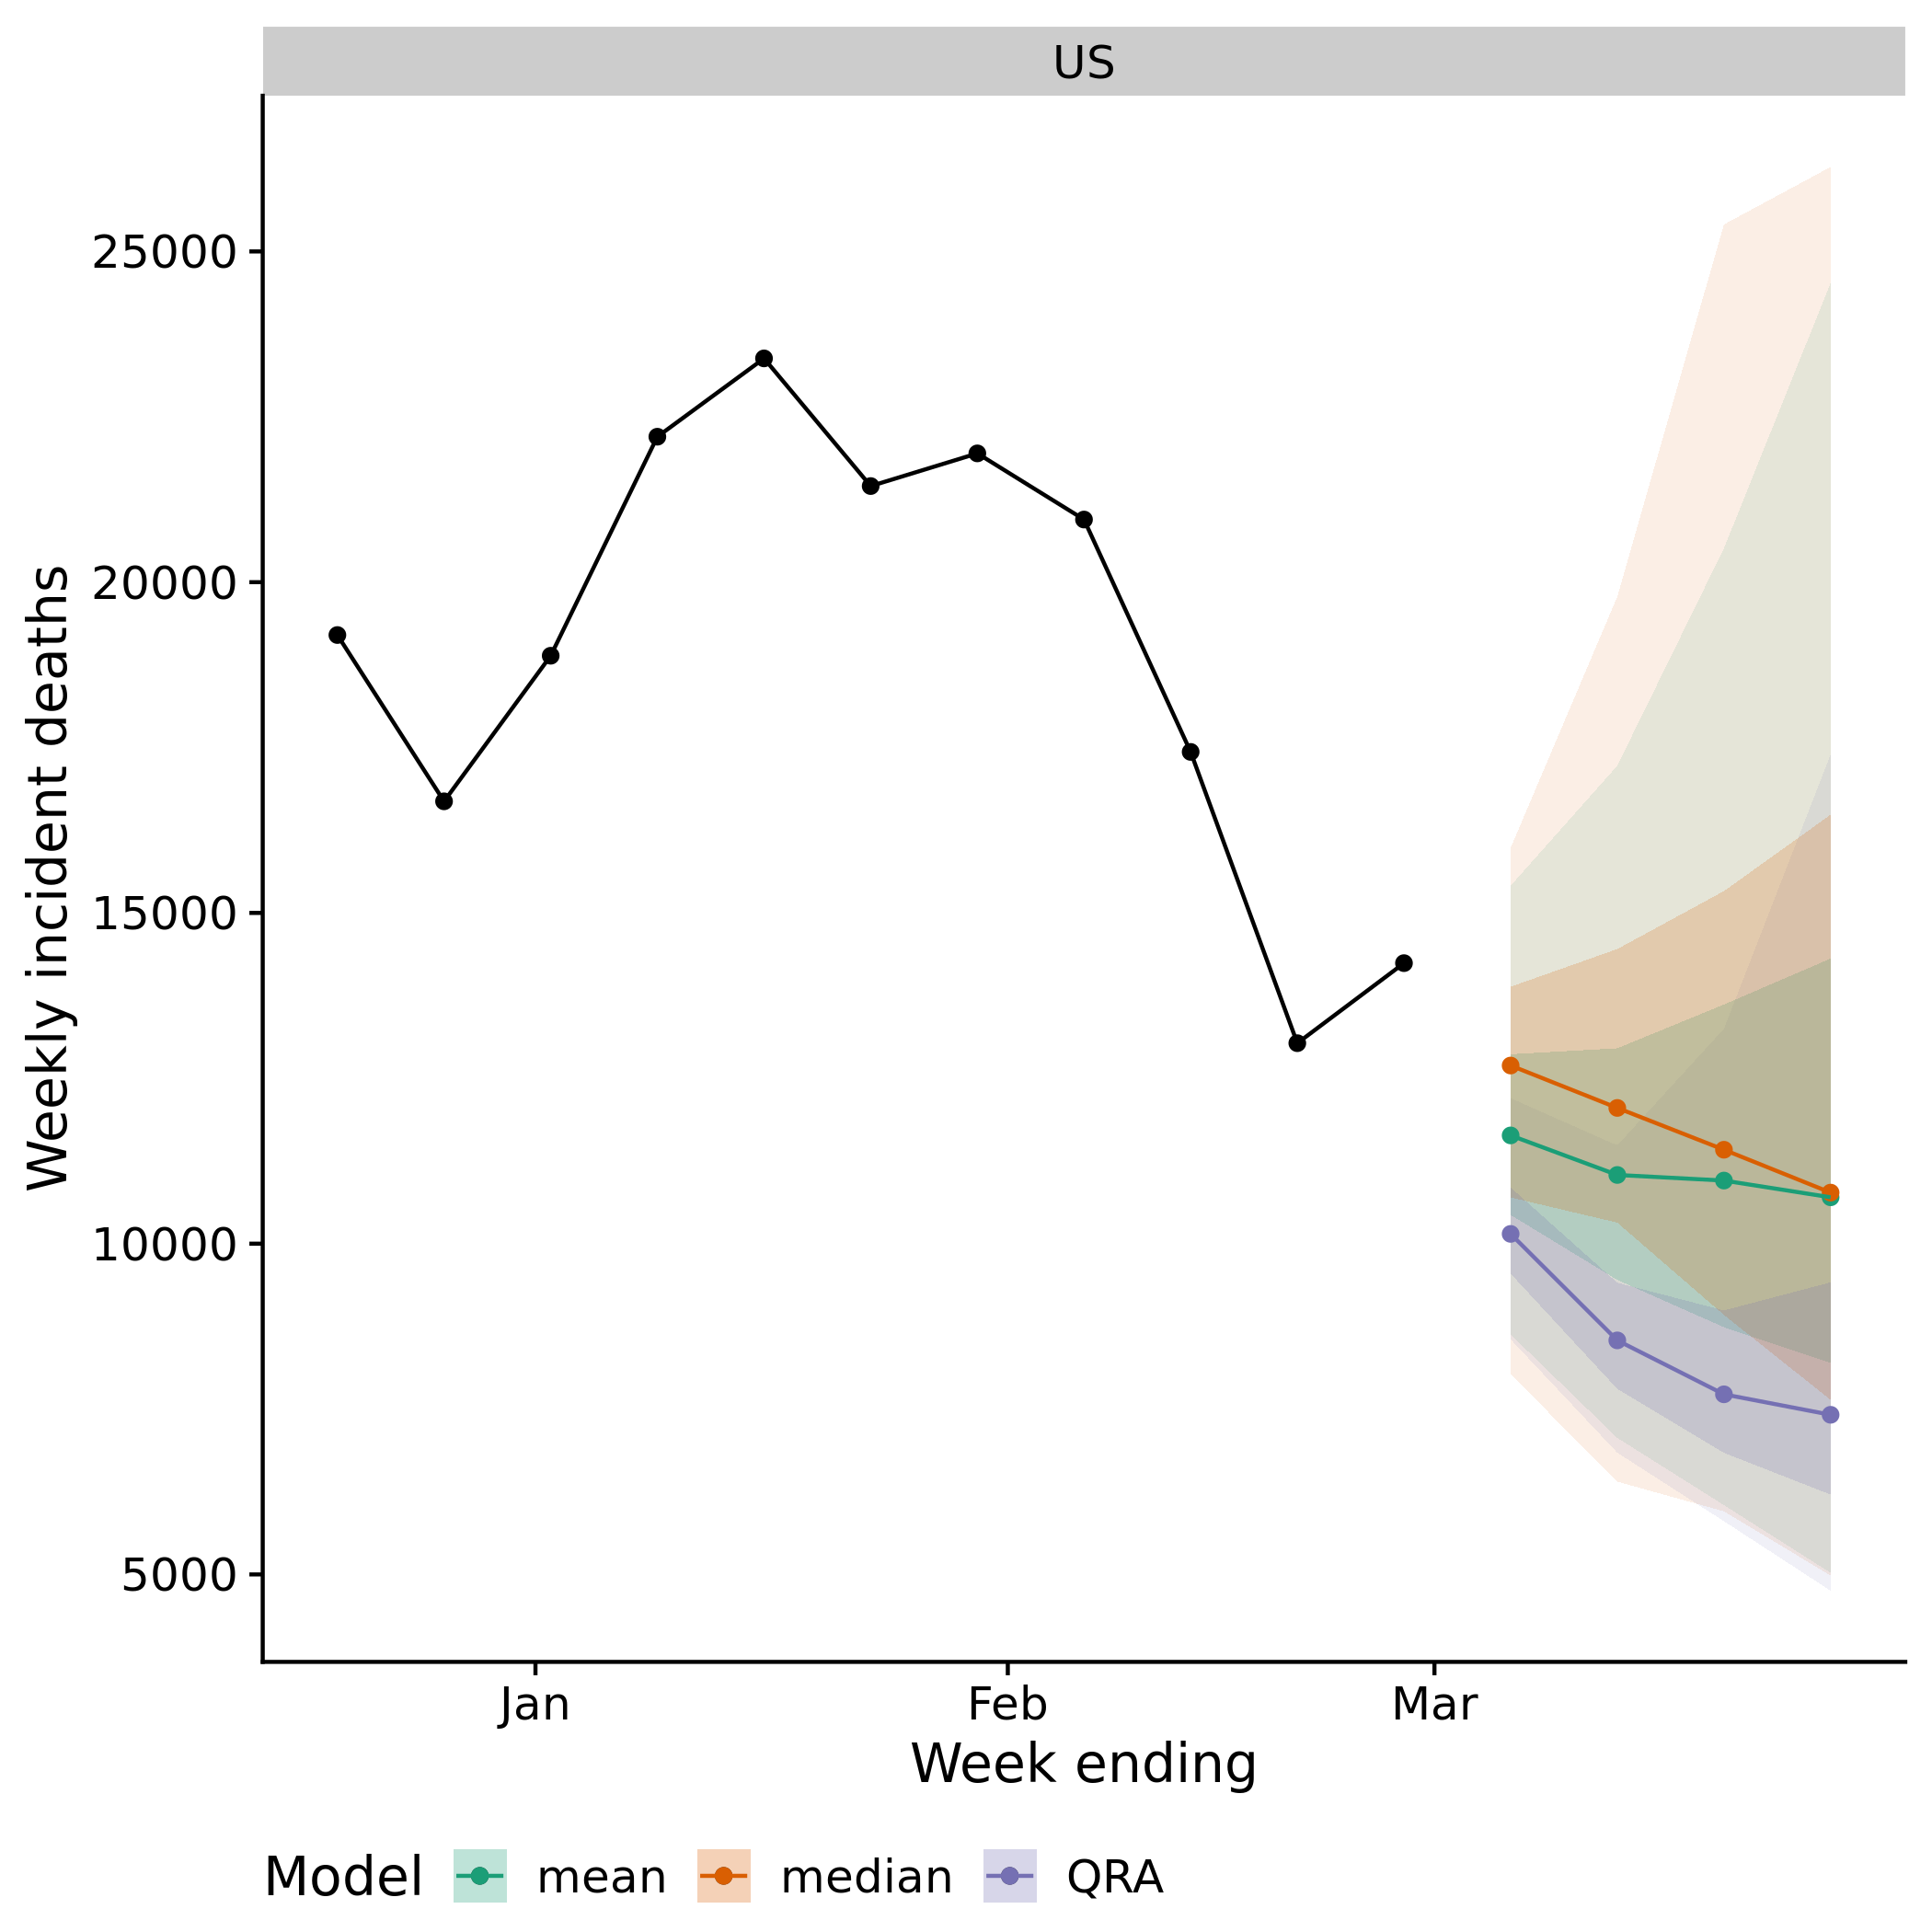 US
Weekly incident deaths
25000
20000
15000
10000
5000
Jan Feb Mar
Week ending
Model mean median QRA